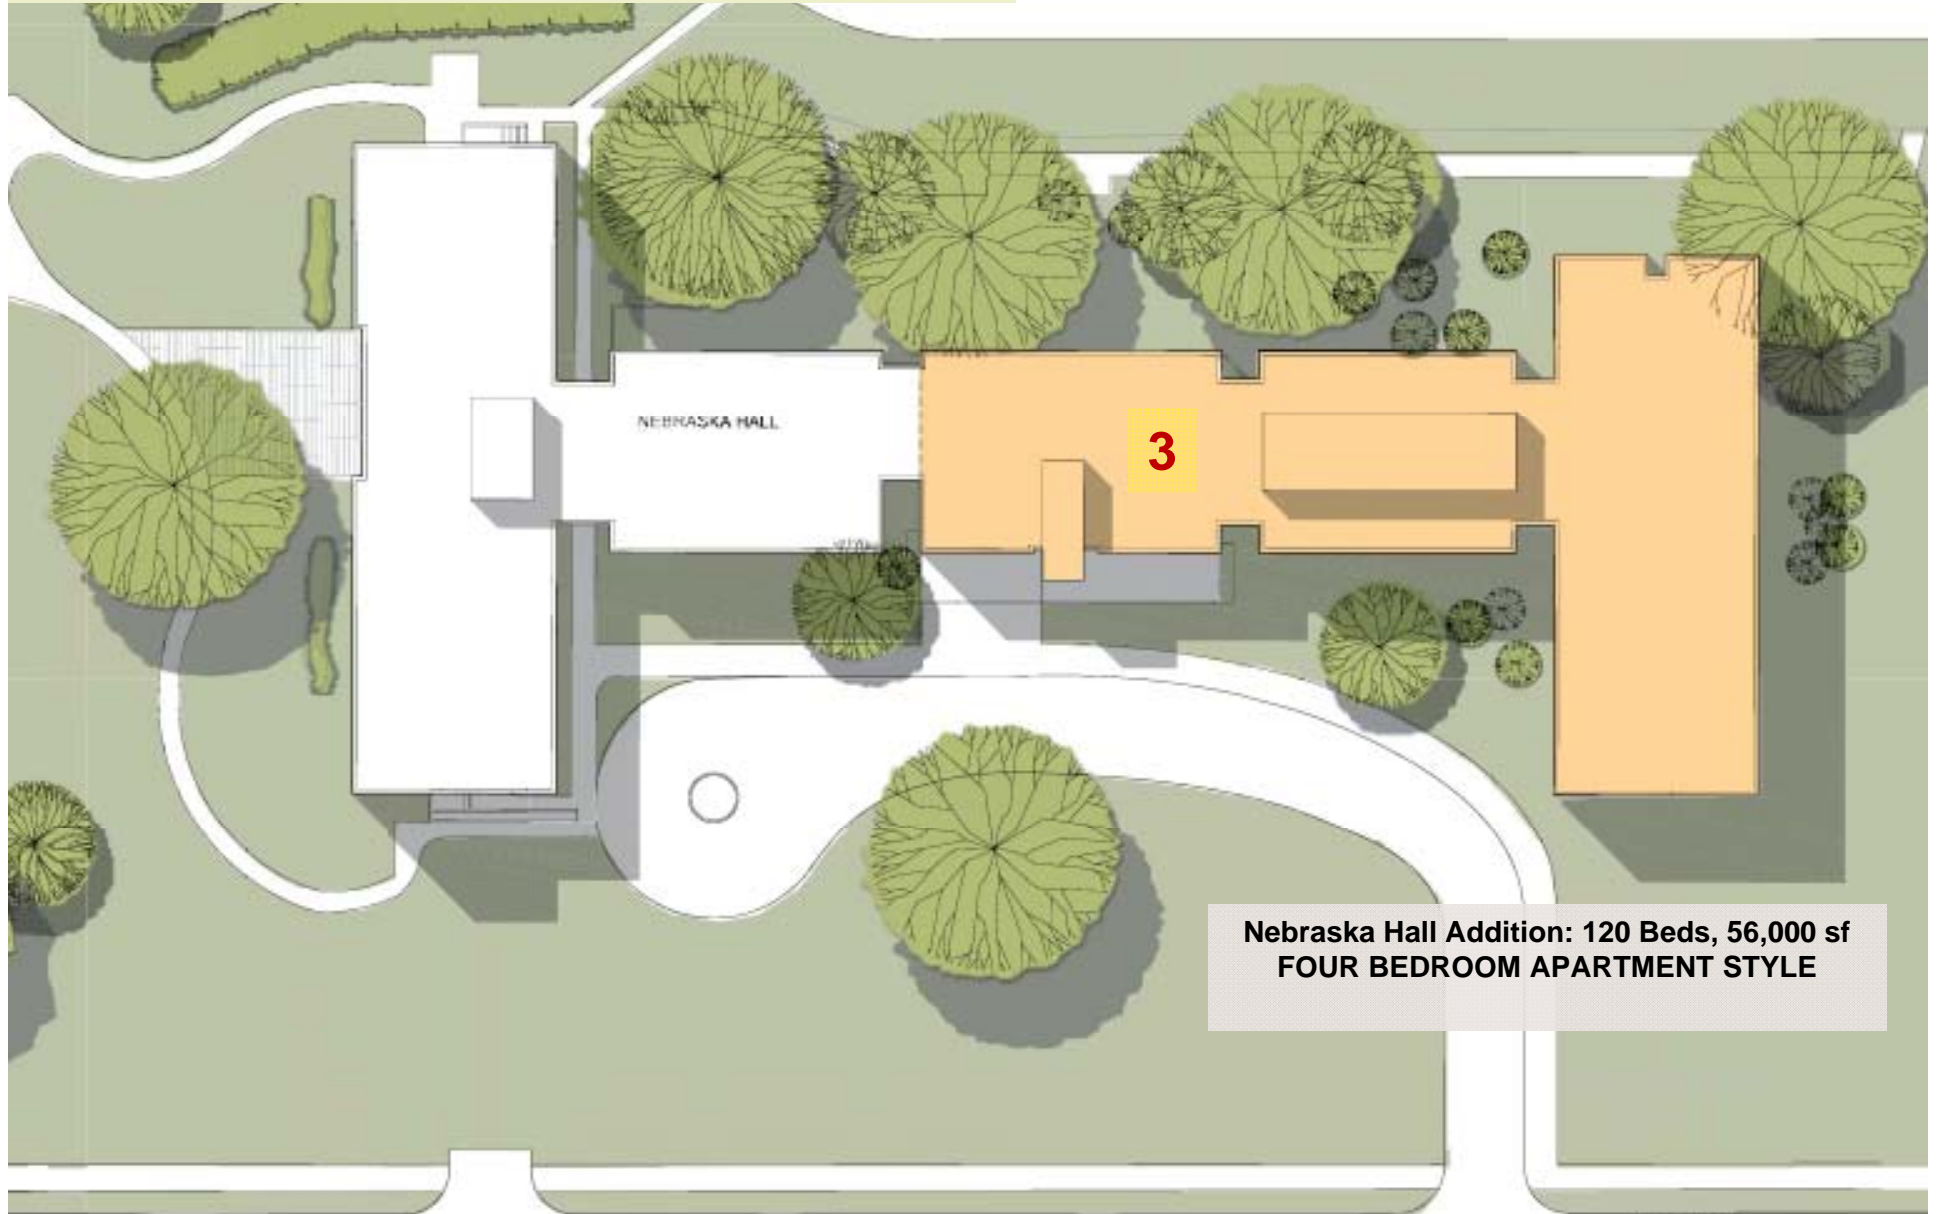 NEBRASKA HALL
3
Nebraska Hall Addition: 120 Beds, 56,000 sf
FOUR BEDROOM APARTMENT STYLE